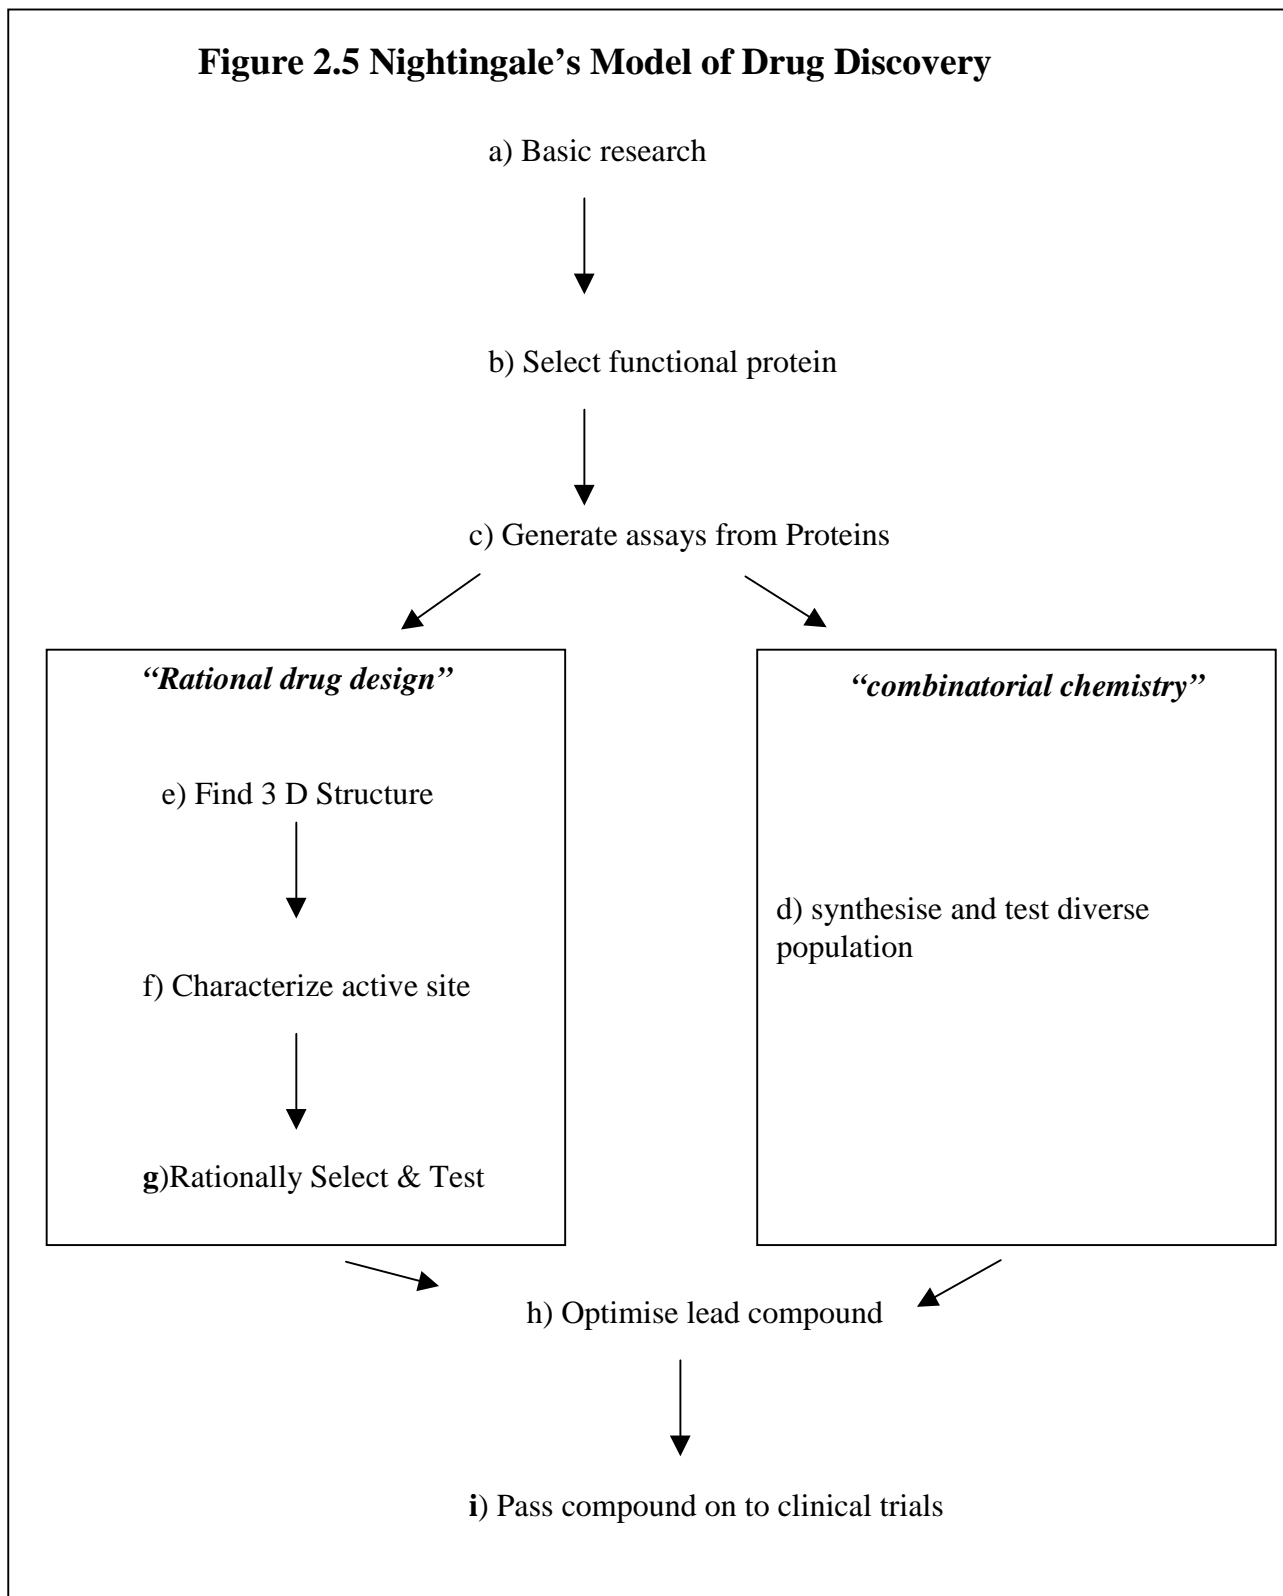 Figure 2.5 Nightingale’s Model of Drug Discovery
a) Basic research
b) Select functional protein
c) Generate assays from Proteins
“Rational drug design”
e) Find 3 D Structure
f) Characterize active site
g)Rationally Select & Test
“combinatorial chemistry”
d) synthesise and test diverse
population
h) Optimise lead compound
i) Pass compound on to clinical trials